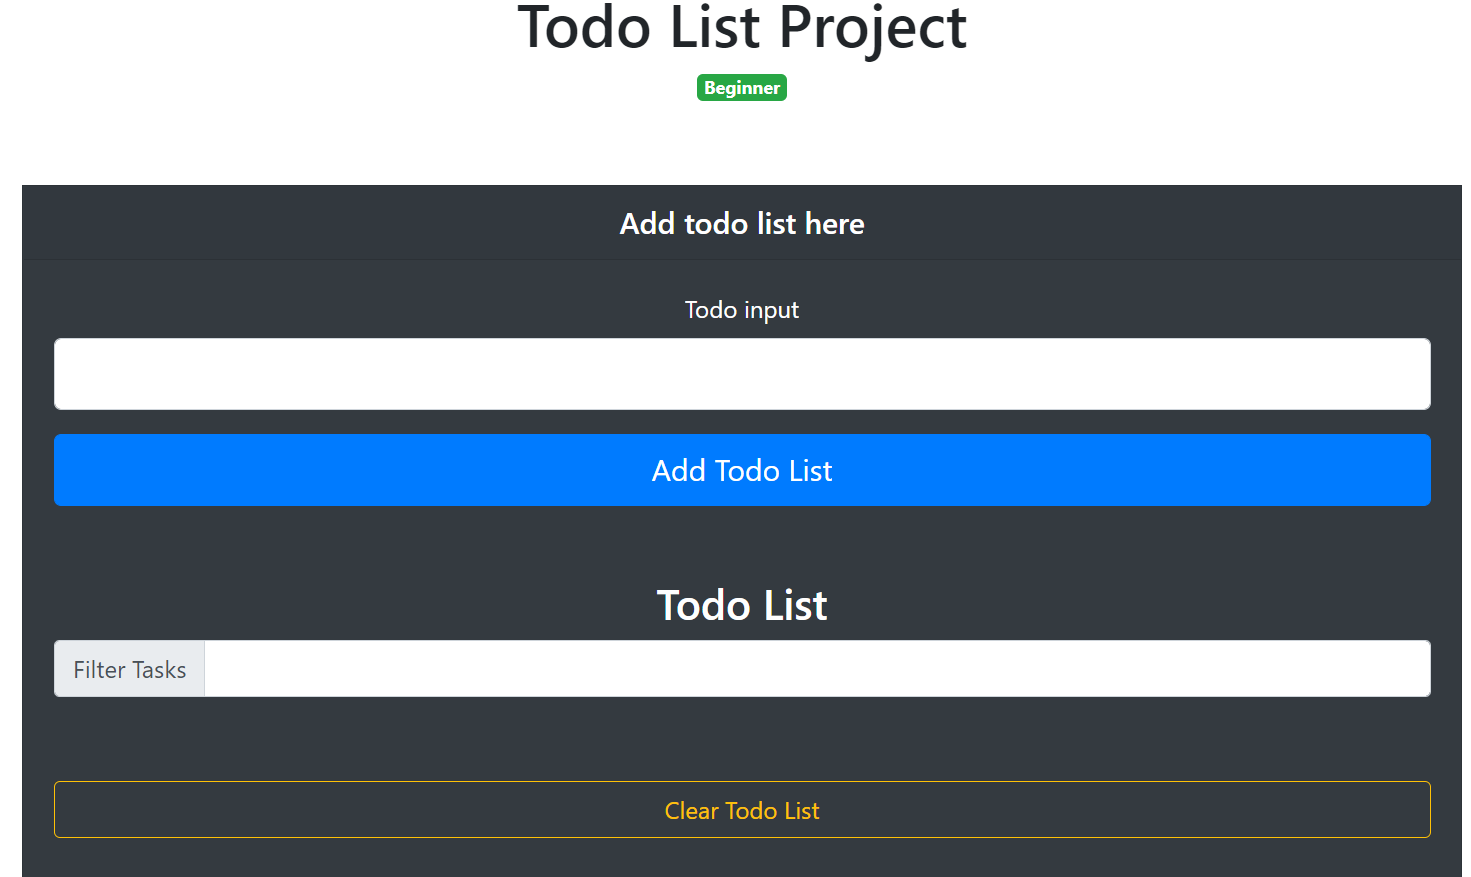 Todo List Project
Beginner
Add todo list here
Todo input
Add Todo List
Todo List
Filter Tasks
Clear Todo List